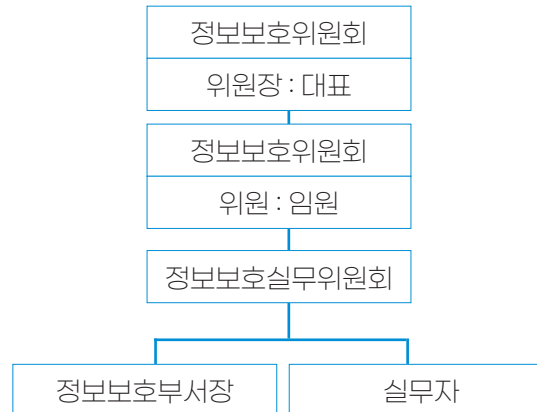 정보보호위원회
위원장 : 대표
정보보호위원회
위원 : 임원
정보보호실무위원회
정보보호부서장
실무자